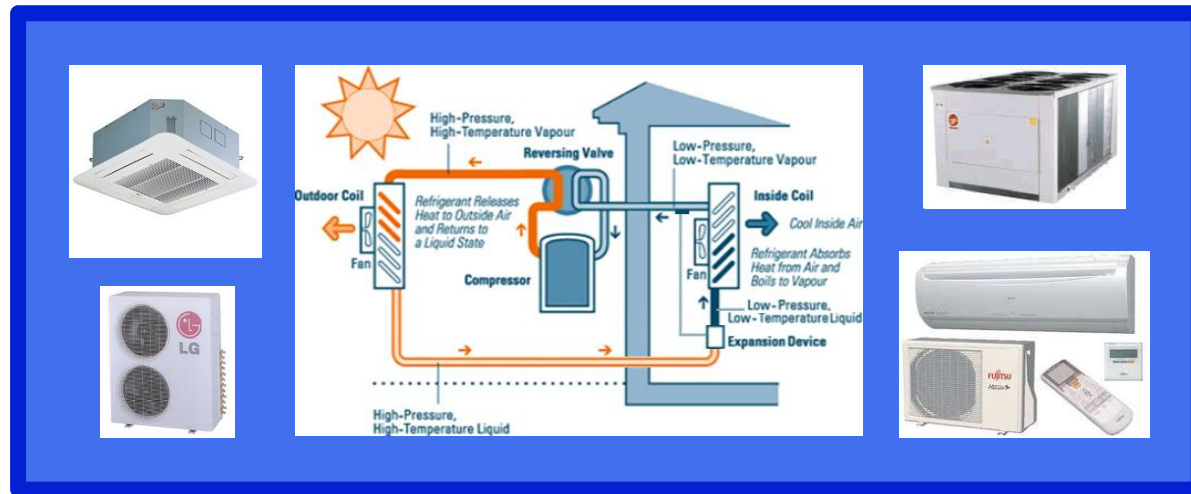 High-Pressure,
High-Temperature Vapour
Reversing Valve
Low-Pressure,
Low-Temperature Vapour
Outdoor Coil
Refrigerant Releases
Heat to Outside Air
and Returns to
a Liquid State
Inside Coil
Cool Inside Air
Fan
Compressor
Fan
Refrigerant Absorbs
Heat from Air and
Boils to Vapour
Low-Pressure,
Low-Temperature Liquid
Expansion Device
High-Pressure,
High-Temperature Liquid
LG
FUJITSU